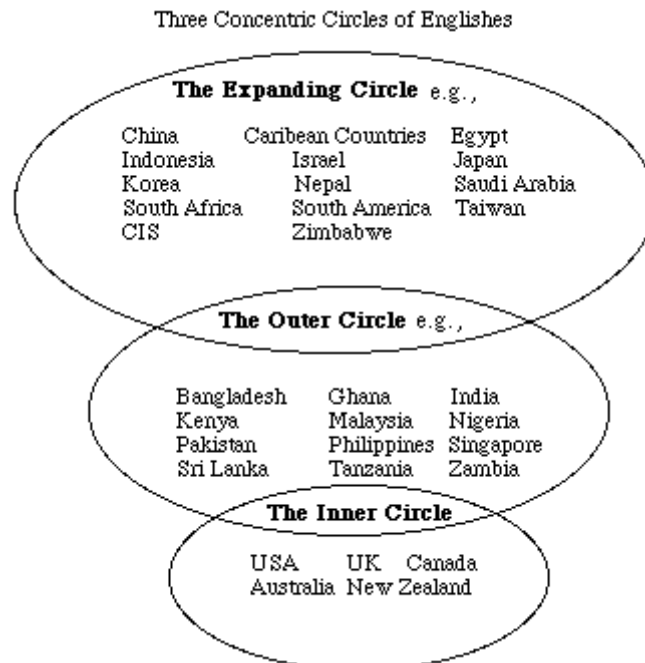 Three Concentric Circles of Englishes
The Expanding Circle e.g.,
China Caribean Countries Egypt
Indonesia Israel Japan
Korea Nepal Saudi Arabia
South Africa South America Taiwan
CIS Zimbabwe
The Outer Circle e.g.,
Bangladesh Ghana India
Kenya Malaysia Nigeria
Pakistan Philippines Singapore
Sri Lanka Tanzania Zambia
The Inner Circle
USA UK Canada
Australia New Zealand